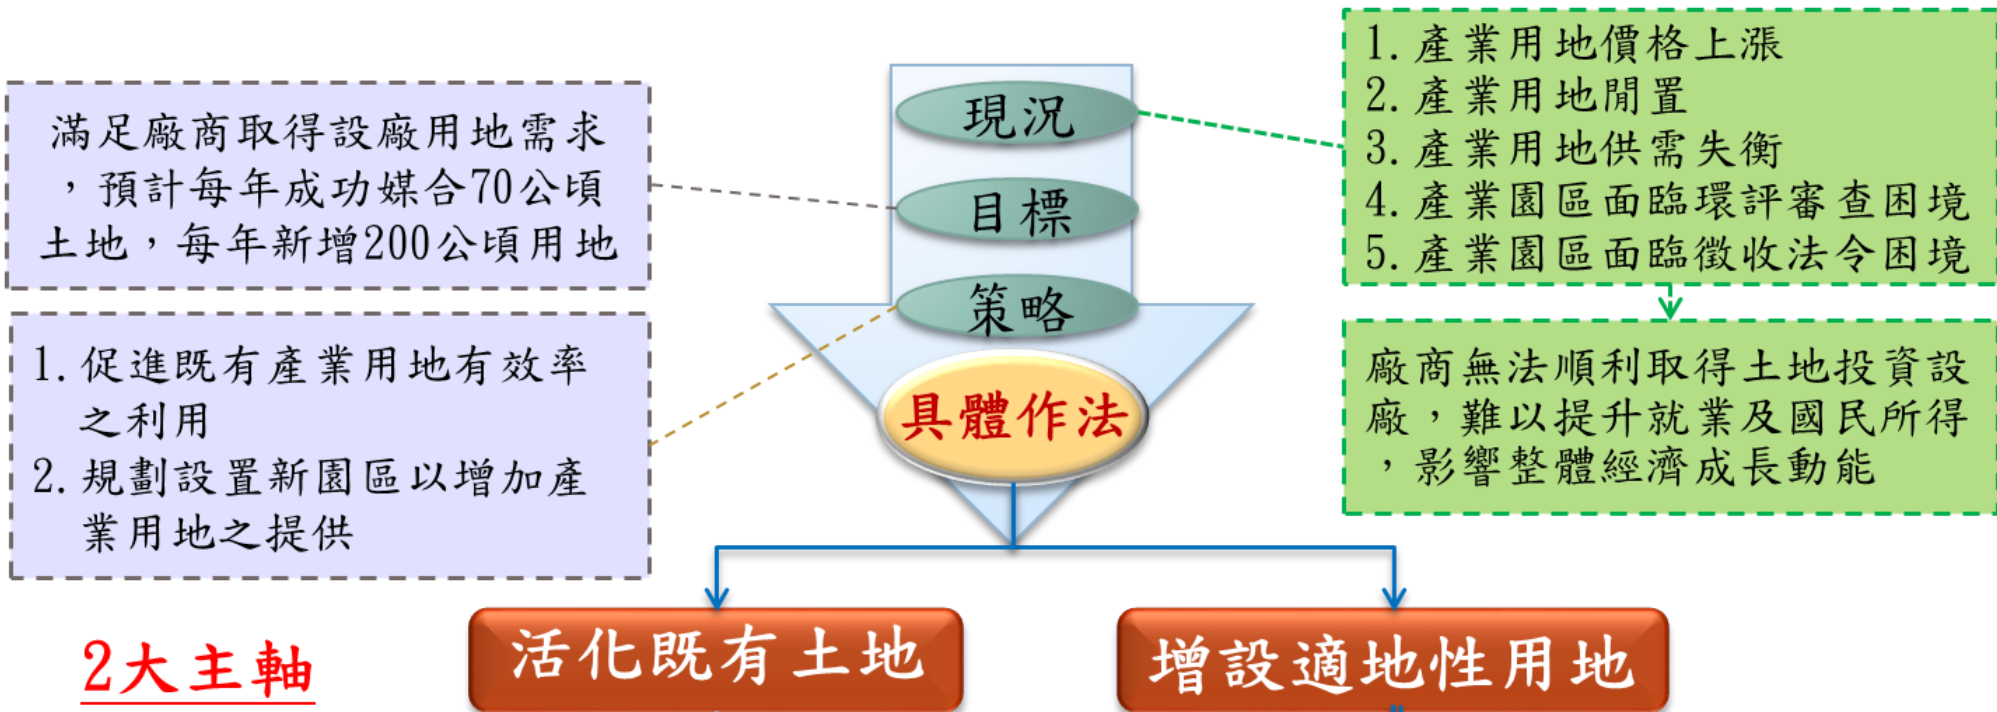 現況
目標
策略
具體作法
1.產業用地價格上漲
2.產業用地閒置
3.產業用地供需失衡
4.產業園區面臨環評審查困境
5.產業園區面臨徵收法令困境
廠商無法順利取得土地投資設
廠，難以提升就業及國民所得
，影響整體經濟成長動能
滿足廠商取得設廠用地需求
，預計每年成功媒合70公頃
土地，每年新增200公頃用地
1. 促進既有產業用地有效率
之利用
2. 規劃設置新園區以增加產
業用地之提供
2大主軸
活化既有土地
增設適地性用地